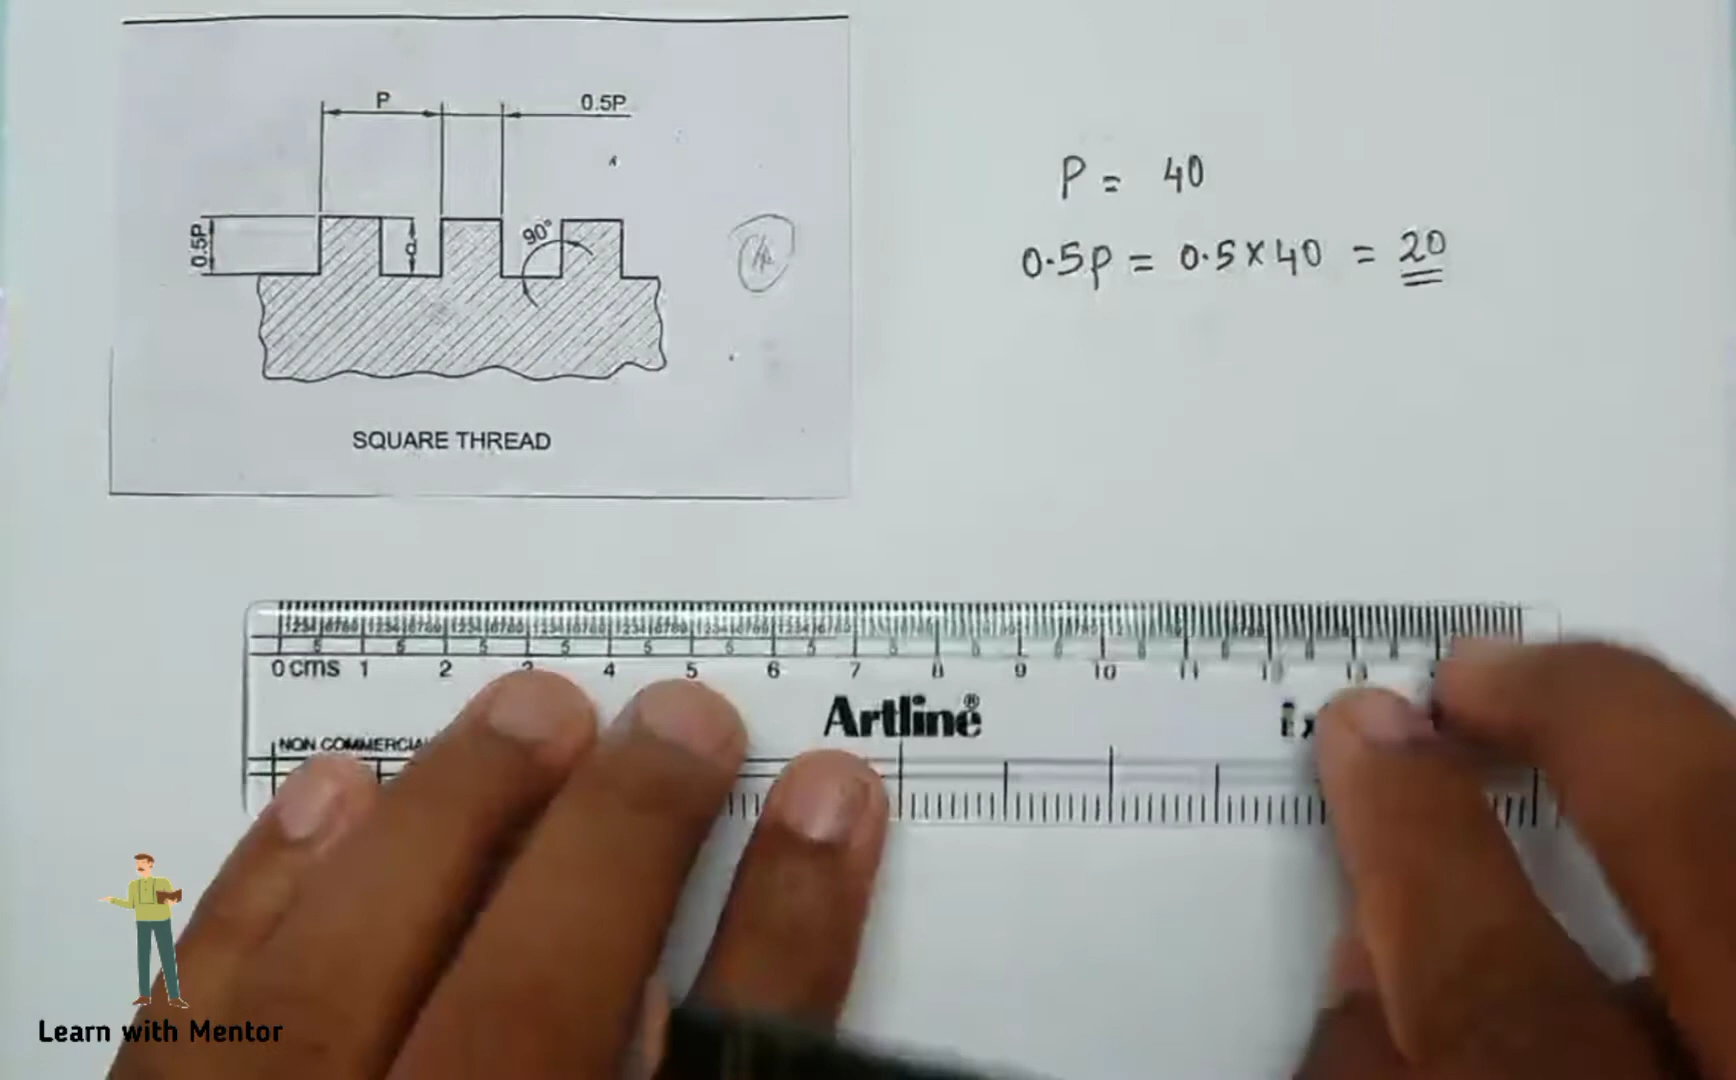 P
0.5P
0.5P
d
90°
SQUARE THREAD
P = 40
0.5p = 0.5 × 40 = 20
0 cms 1 2 3 4 5 6 7 8 9 10 11
Artline®
NON COMMERCIAL
Learn with Mentor